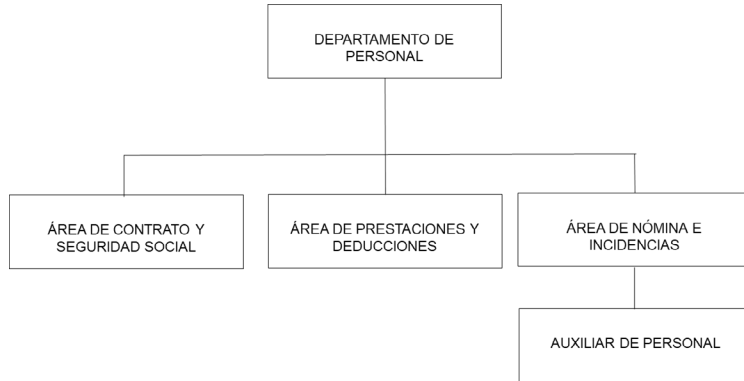 DEPARTAMENTO DE
PERSONAL
ÁREA DE CONTRATO Y
SEGURIDAD SOCIAL
ÁREA DE PRESTACIONES Y
DEDUCCIONES
ÁREA DE NÓMINA E
INCIDENCIAS
AUXILIAR DE PERSONAL